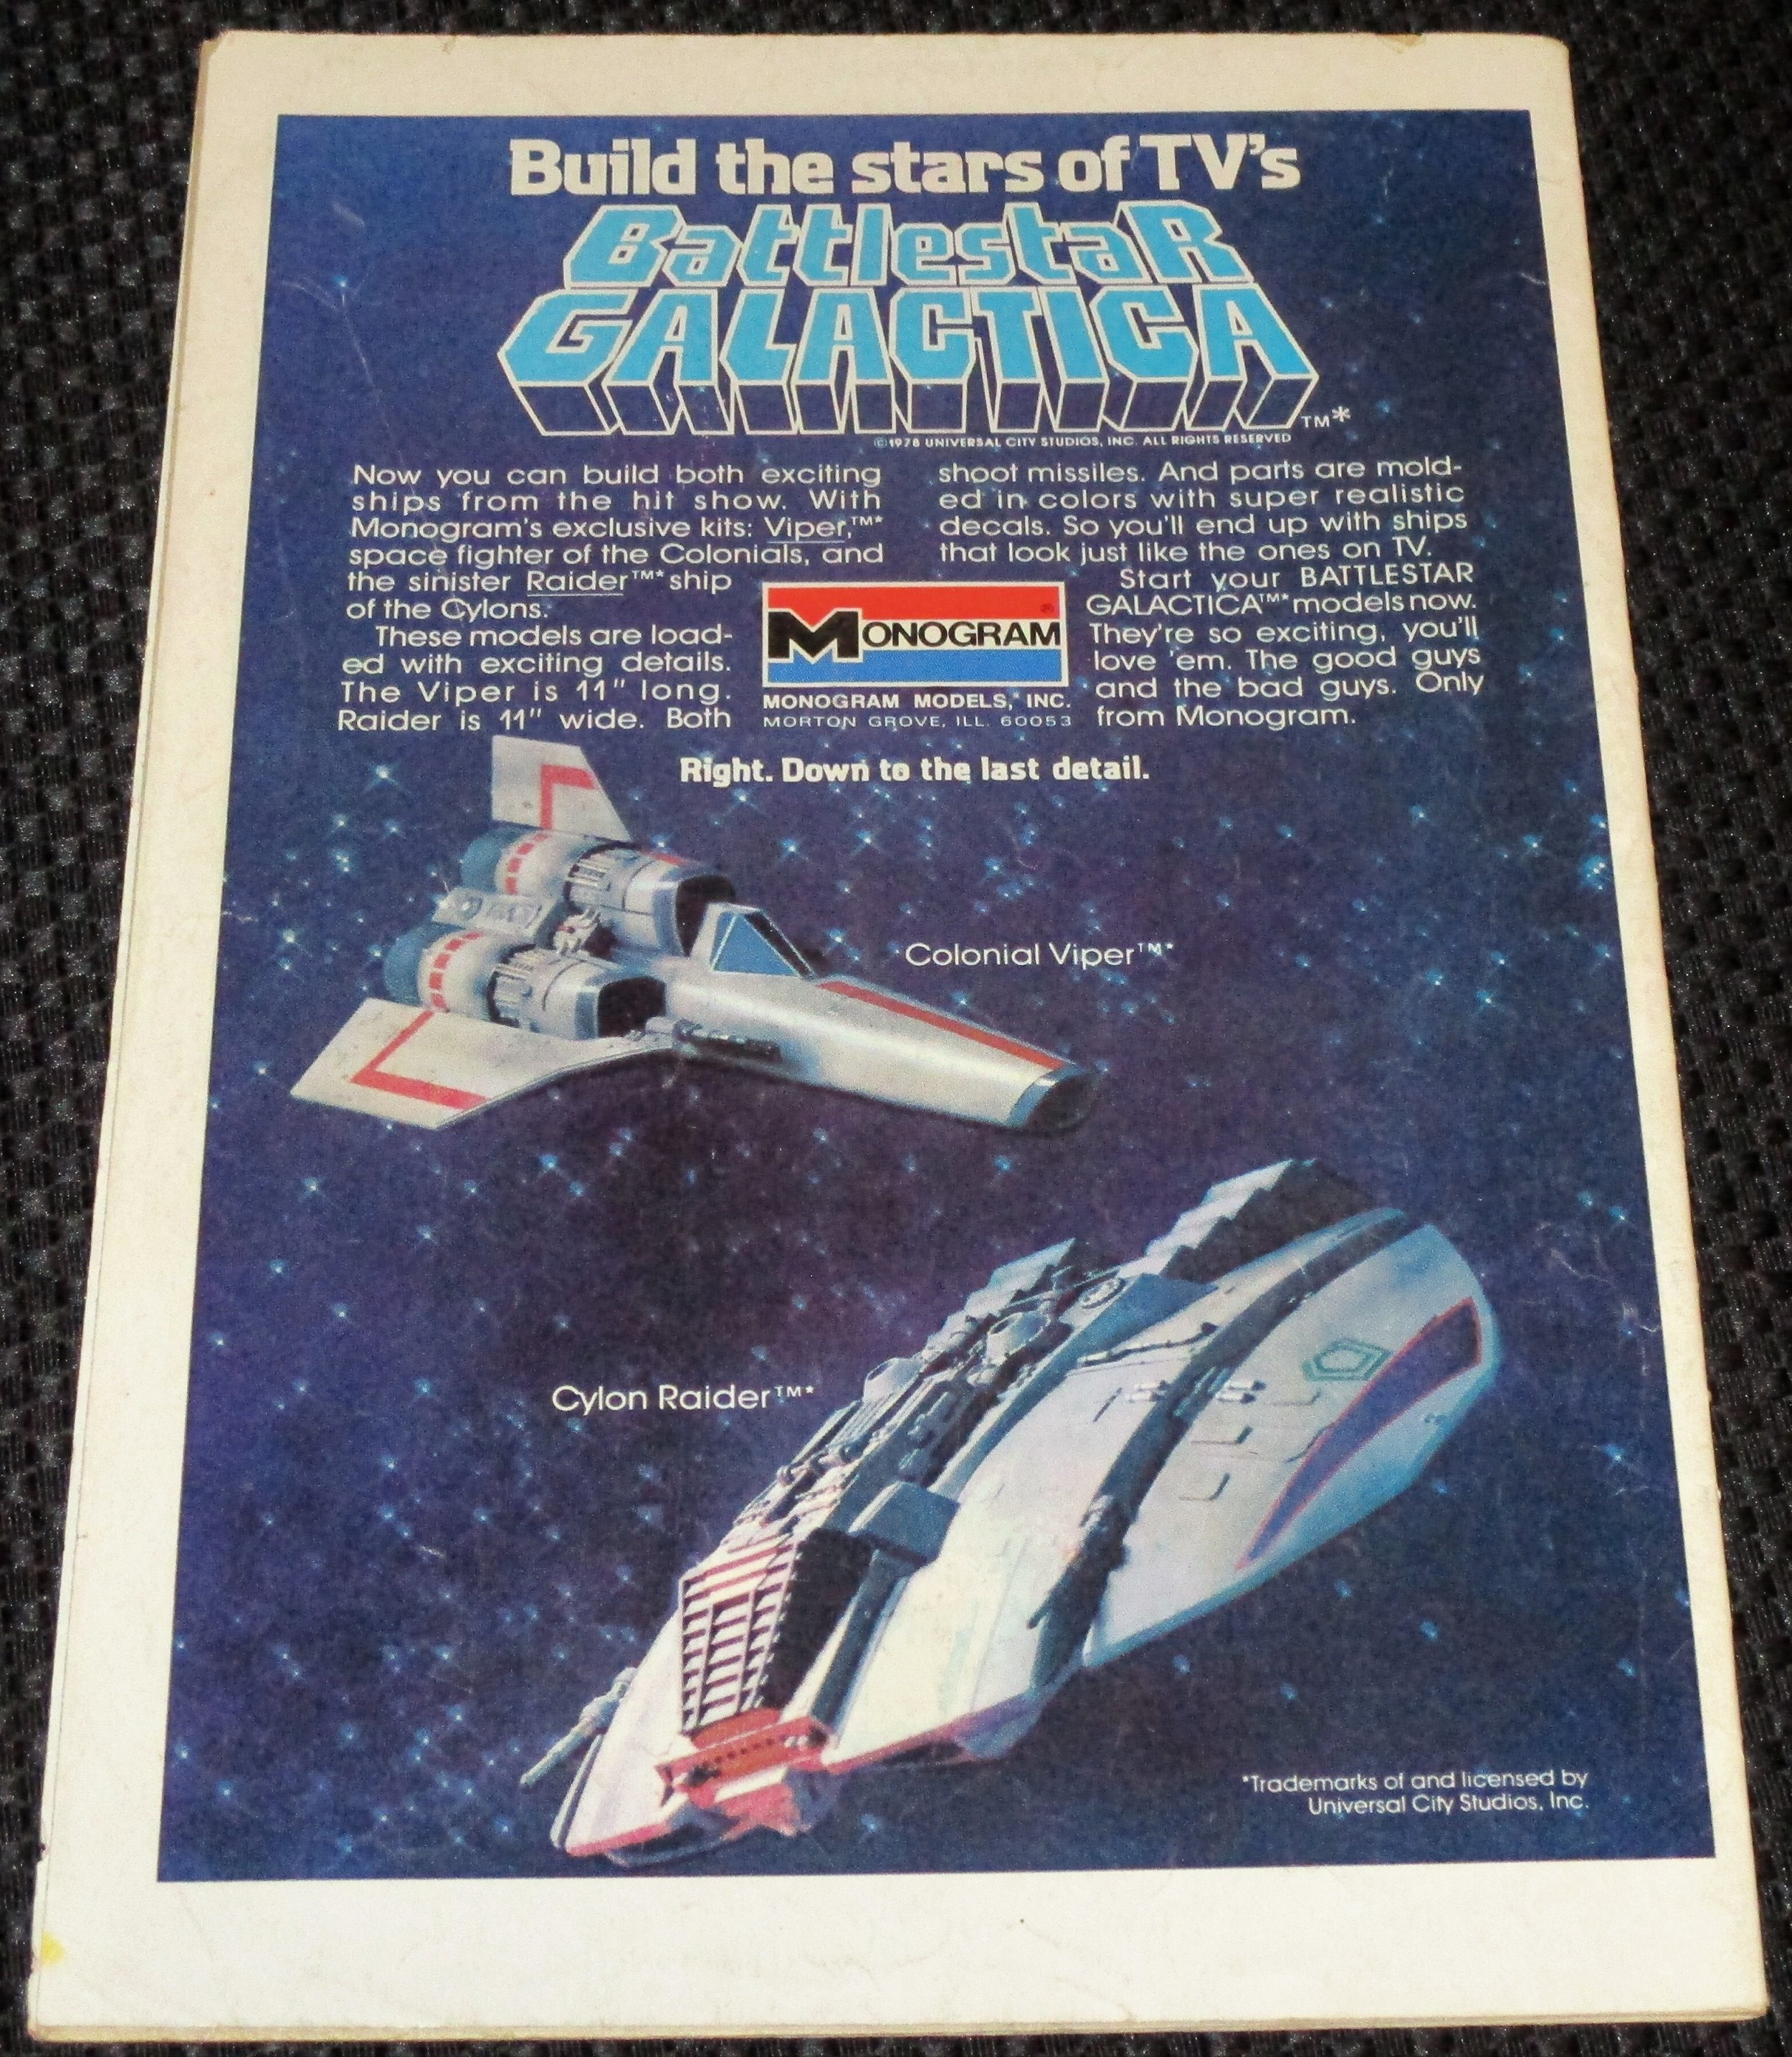 Build the stars of TV's
BattlestaR
GALACTICA
TM*
©1978 UNIVERSAL CITY STUDIOS, INC. ALL RIGHTS RESERVED
Now you can build both exciting
ships from the hit show. With
Monogram's exclusive kits: Viper,™*
space fighter of the Colonials, and
the sinister Raider™* ship
of the Cylons.
These models are load-
ed with exciting details.
The Viper is 11" long.
Raider is 11" wide. Both
shoot missiles. And parts are mold-
ed in colors with super realistic
decals. So you'll end up with ships
that look just like the ones on TV.
Start your BATTLESTAR
GALACTICA™* models now.
They're so exciting, you'll
love 'em. The good guys
and the bad guys. Only
from Monogram.
MONOGRAM®
MONOGRAM MODELS, INC.
MORTON GROVE, ILL. 60053
Right. Down to the last detail.
Colonial Viper™*
Cylon Raider™*
*Trademarks of and licensed by
Universal City Studios, Inc.